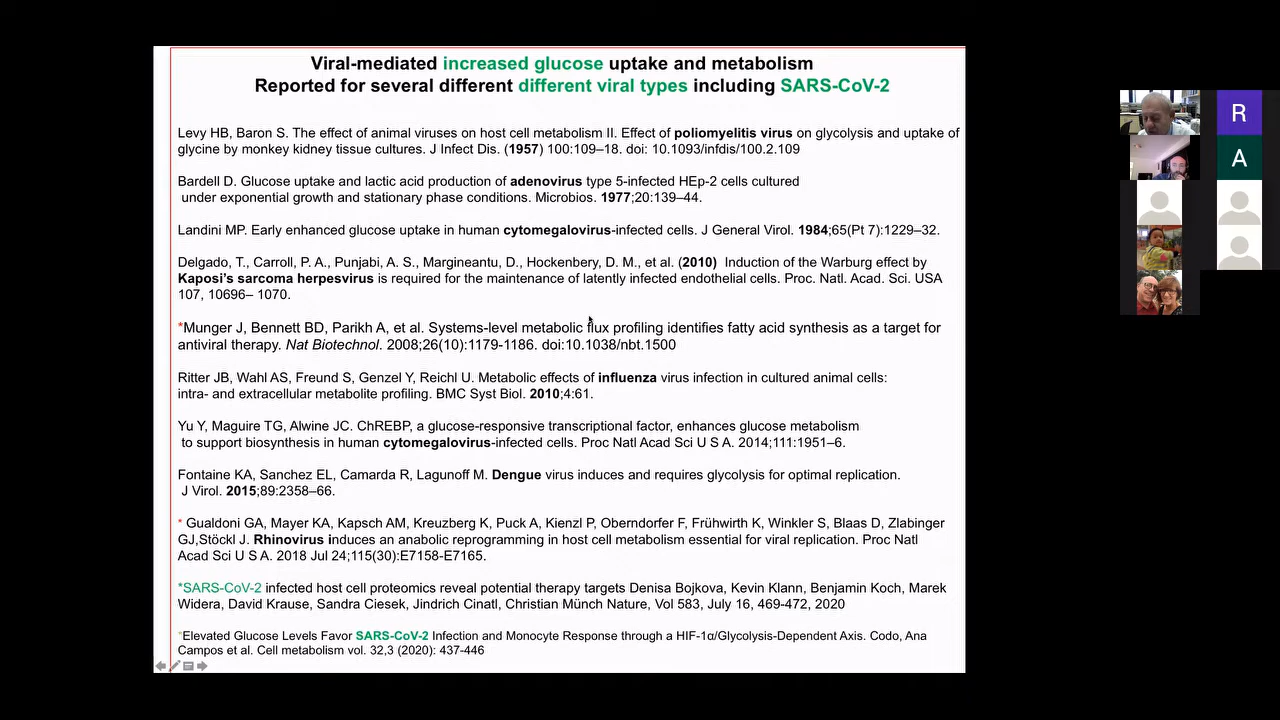 Viral-mediated increased glucose uptake and metabolism
Reported for several different different viral types including SARS-CoV-2
Levy HB, Baron S. The effect of animal viruses on host cell metabolism II. Effect of poliomyelitis virus on glycolysis and uptake of
glycine by monkey kidney tissue cultures. J Infect Dis. (1957) 100:109–18. doi: 10.1093/infdis/100.2.109
Bardell D. Glucose uptake and lactic acid production of adenovirus type 5-infected HEp-2 cells cultured
under exponential growth and stationary phase conditions. Microbios. 1977;20:139–44.
Landini MP. Early enhanced glucose uptake in human cytomegalovirus-infected cells. J General Virol. 1984;65(Pt 7):1229–32.
Delgado, T., Carroll, P. A., Punjabi, A. S., Margineantu, D., Hockenbery, D. M., et al. (2010) Induction of the Warburg effect by
Kaposi's sarcoma herpesvirus is required for the maintenance of latently infected endothelial cells. Proc. Natl. Acad. Sci. USA
107, 10696– 1070.
*Munger J, Bennett BD, Parikh A, et al. Systems-level metabolic flux profiling identifies fatty acid synthesis as a target for
antiviral therapy. Nat Biotechnol. 2008;26(10):1179-1186. doi:10.1038/nbt.1500
Ritter JB, Wahl AS, Freund S, Genzel Y, Reichl U. Metabolic effects of influenza virus infection in cultured animal cells:
intra- and extracellular metabolite profiling. BMC Syst Biol. 2010;4:61.
Yu Y, Maguire TG, Alwine JC. ChREBP, a glucose-responsive transcriptional factor, enhances glucose metabolism
to support biosynthesis in human cytomegalovirus-infected cells. Proc Natl Acad Sci U S A. 2014;111:1951–6.
Fontaine KA, Sanchez EL, Camarda R, Lagunoff M. Dengue virus induces and requires glycolysis for optimal replication.
J Virol. 2015;89:2358–66.
* Gualdoni GA, Mayer KA, Kapsch AM, Kreuzberg K, Puck A, Kienzl P, Oberndorfer F, Frühwirth K, Winkler S, Blaas D, Zlabinger
GJ,Stöckl J. Rhinovirus induces an anabolic reprogramming in host cell metabolism essential for viral replication. Proc Natl
Acad Sci U S A. 2018 Jul 24;115(30):E7158-E7165.
*SARS-CoV-2 infected host cell proteomics reveal potential therapy targets Denisa Bojkova, Kevin Klann, Benjamin Koch, Marek
Widera, David Krause, Sandra Ciesek, Jindrich Cinatl, Christian Münch Nature, Vol 583, July 16, 469-472, 2020
*Elevated Glucose Levels Favor SARS-CoV-2 Infection and Monocyte Response through a HIF-1α/Glycolysis-Dependent Axis. Codo, Ana
Campos et al. Cell metabolism vol. 32,3 (2020): 437-446
R
A